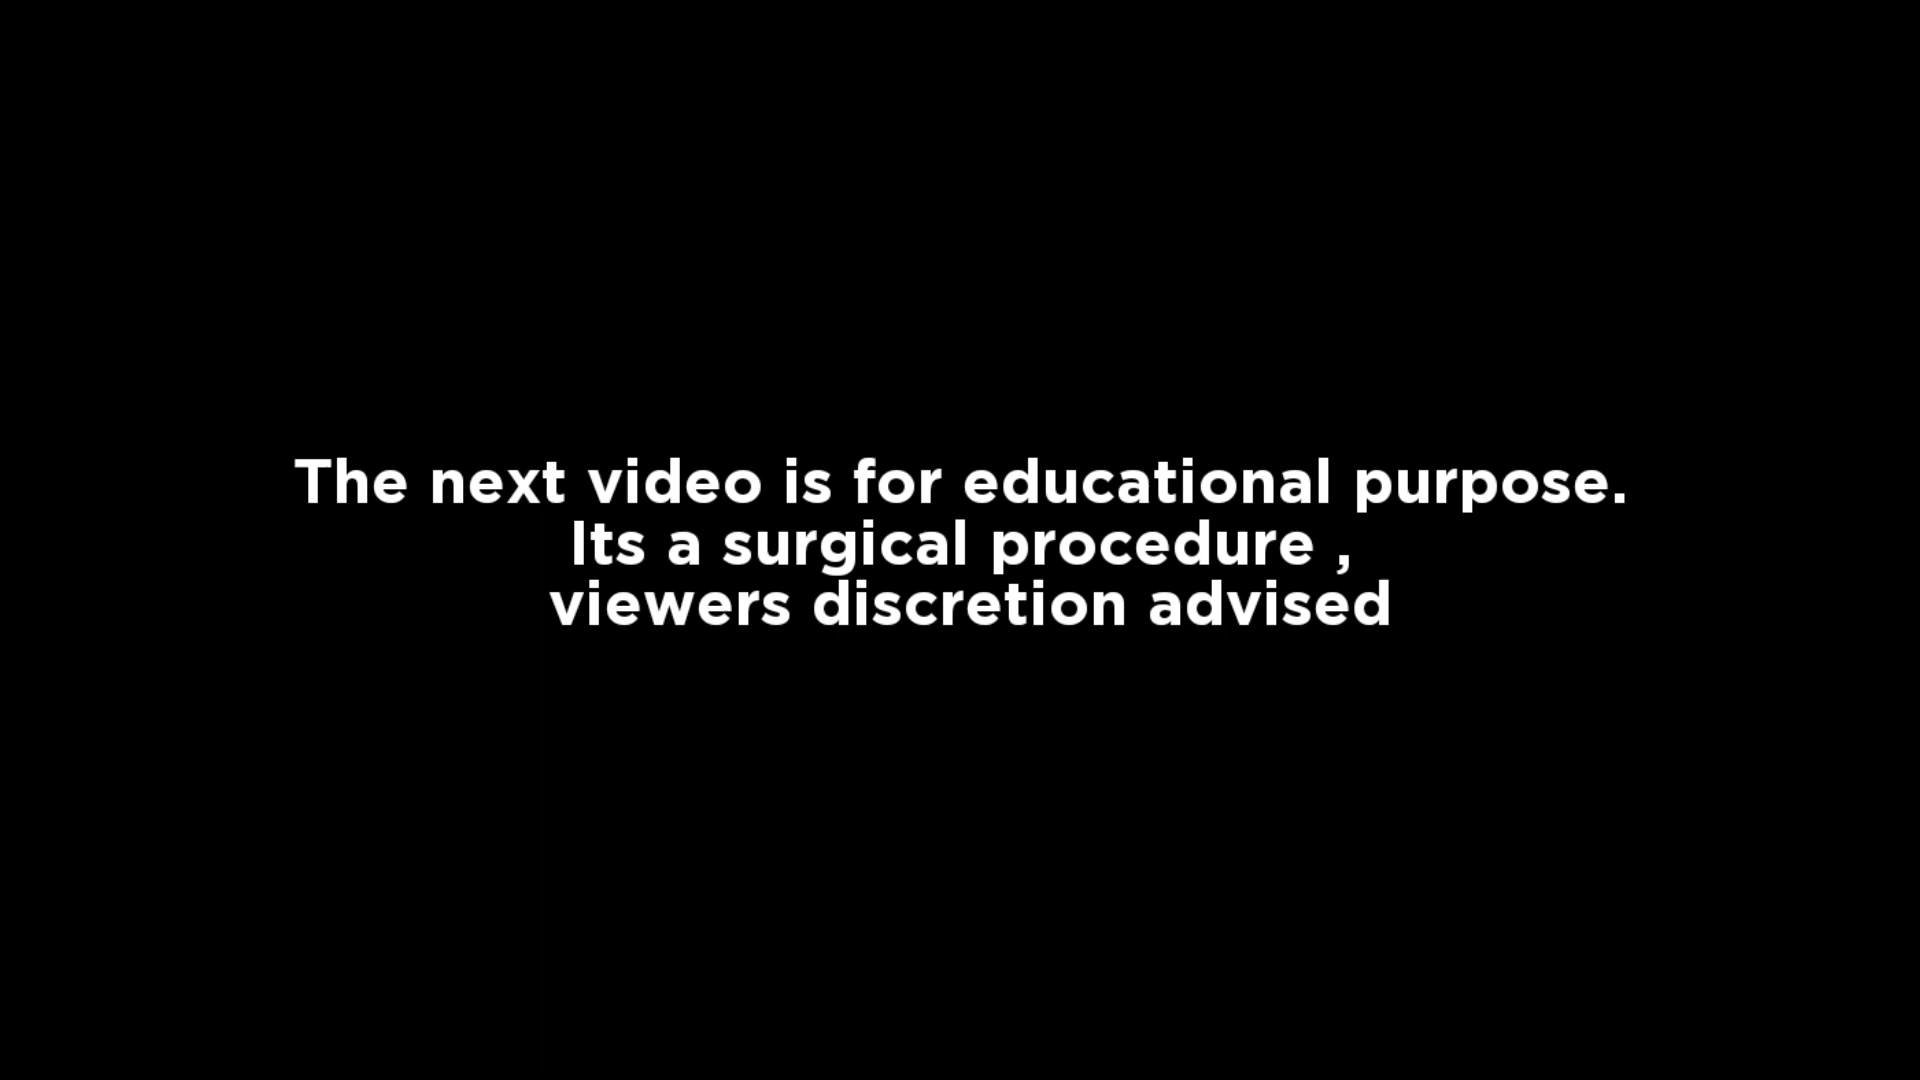 The next video is for educational purpose.
Its a surgical procedure ,
viewers discretion advised